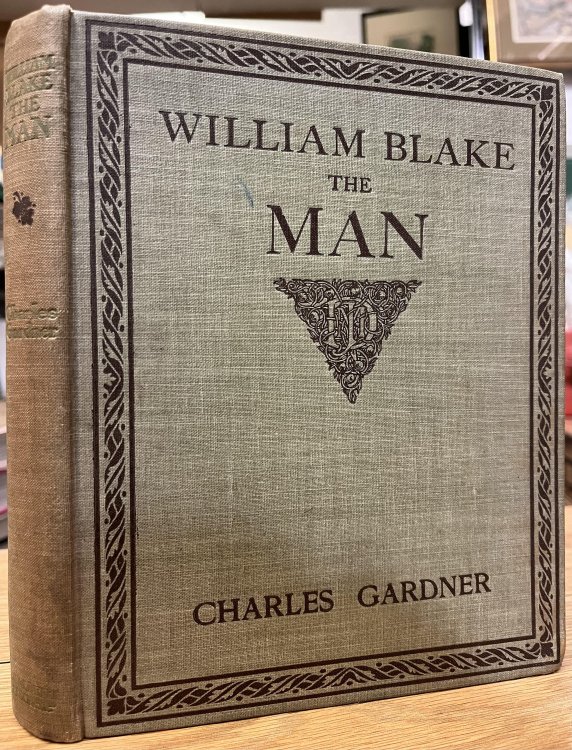 WILLIAM
BLAKE
THE
MAN
Charles
Gardner
WILLIAM BLAKE
THE
MAN
CHARLES GARDNER